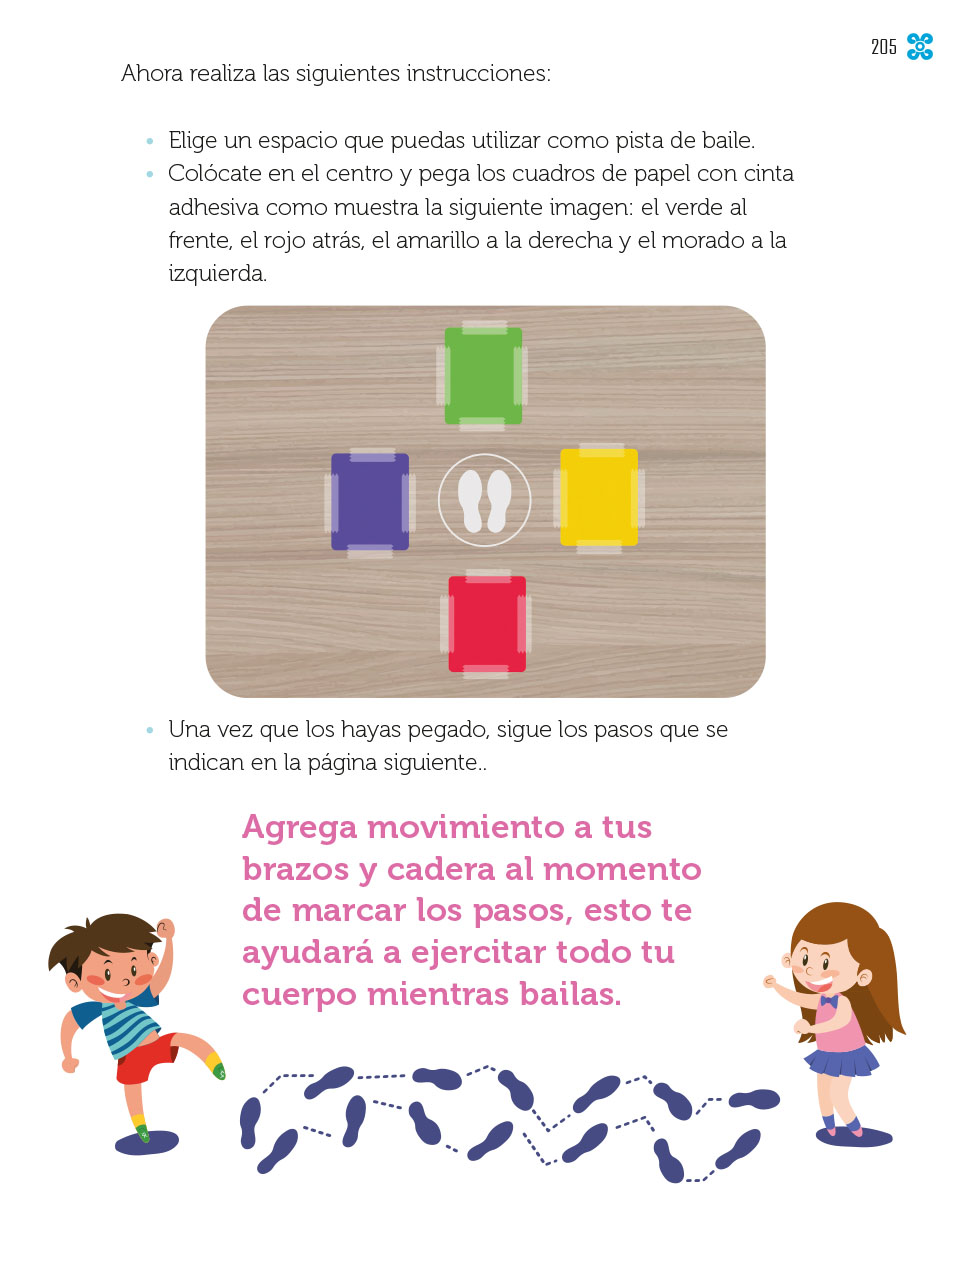 205
Ahora realiza las siguientes instrucciones:
• Elige un espacio que puedas utilizar como pista de baile.
• Colócate en el centro y pega los cuadros de papel con cinta
adhesiva como muestra la siguiente imagen: el verde al
frente, el rojo atrás, el amarillo a la derecha y el morado a la
izquierda.
• Una vez que los hayas pegado, sigue los pasos que se
indican en la página siguiente..
Agrega movimiento a tus
brazos y cadera al momento
de marcar los pasos, esto te
ayudará a ejercitar todo tu
cuerpo mientras bailas.